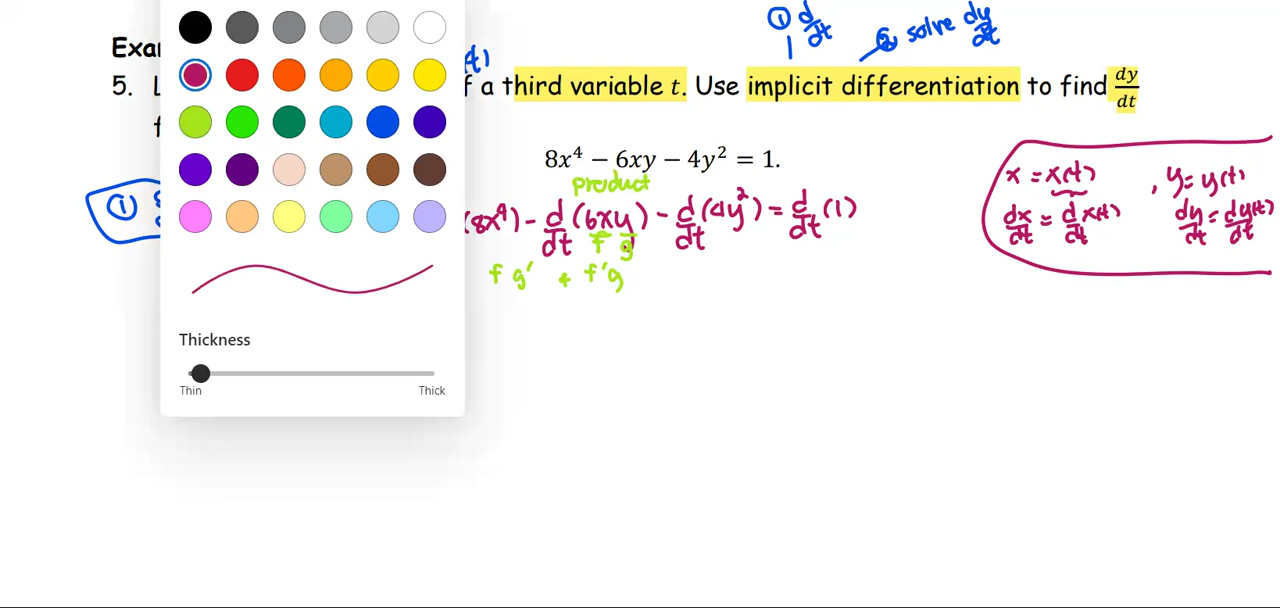 ① d/dt
② solve dy/dt
Exa
(t)
5. L f a third variable t. Use implicit differentiation to find dy/dt
f
8x⁴ − 6xy − 4y² = 1.
product
①
(8x⁴) - d/dt (6xy) - d/dt (4y²) = d/dt (1)
f g
f g' + f'g
x = x(t) , y = y(t)
dx/dt = d/dt x(t) dy/dt = dy(t)/dt
Thickness
Thin Thick